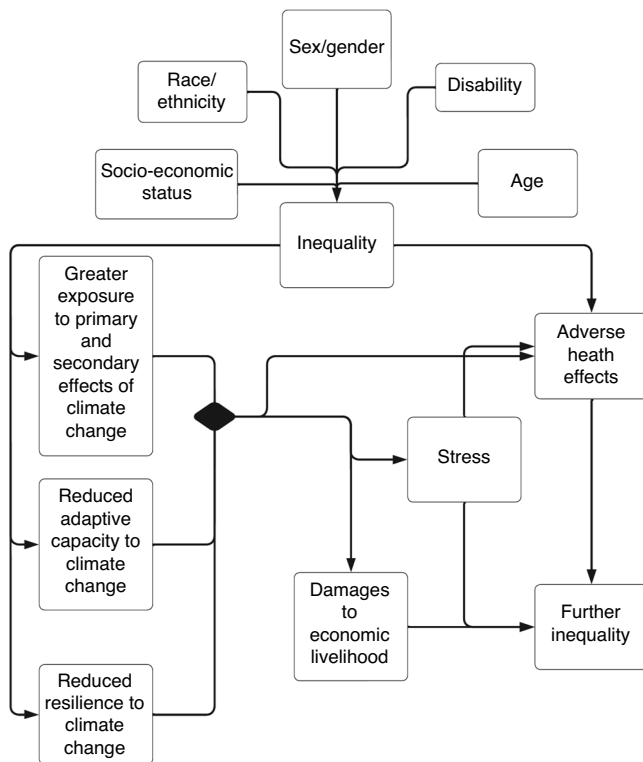 Sex/gender
Race/
ethnicity
Disability
Socio-economic
status
Age
Inequality
Greater
exposure
to primary
and
secondary
effects of
climate
change
Adverse
heath
effects
Stress
Reduced
adaptive
capacity to
climate
change
Damages
to
economic
livelihood
Further
inequality
Reduced
resilience to
climate
change